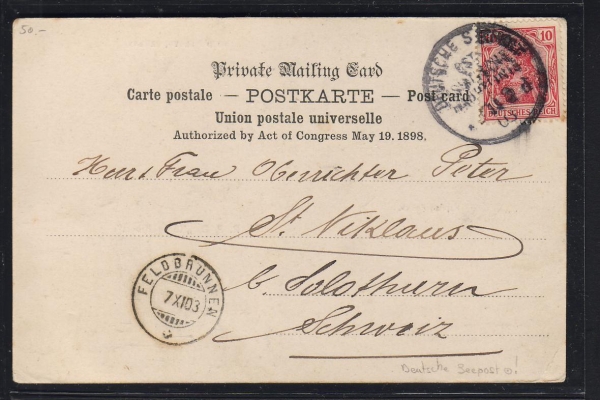 50.-
DEUTSCHE
10
DEUTSCHES REICH
Private Mailing Card
Carte postale — POSTKARTE — Post card
Union postale universelle
Authorized by Act of Congress May 19. 1898.
Herr & Frau Oberrichter Peter
St. Niklaus
b. Solothurn
Schweiz
FELDBRUNNEN
7 XI 03
Deutsche Seepost !